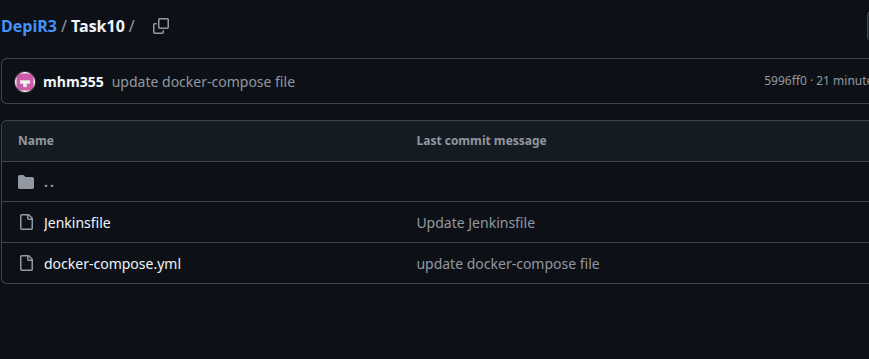 DepiR3 / Task10 /
mhm355 update docker-compose file 5996ff0 · 21 minute
Name Last commit message
..
Jenkinsfile Update Jenkinsfile
docker-compose.yml update docker-compose file